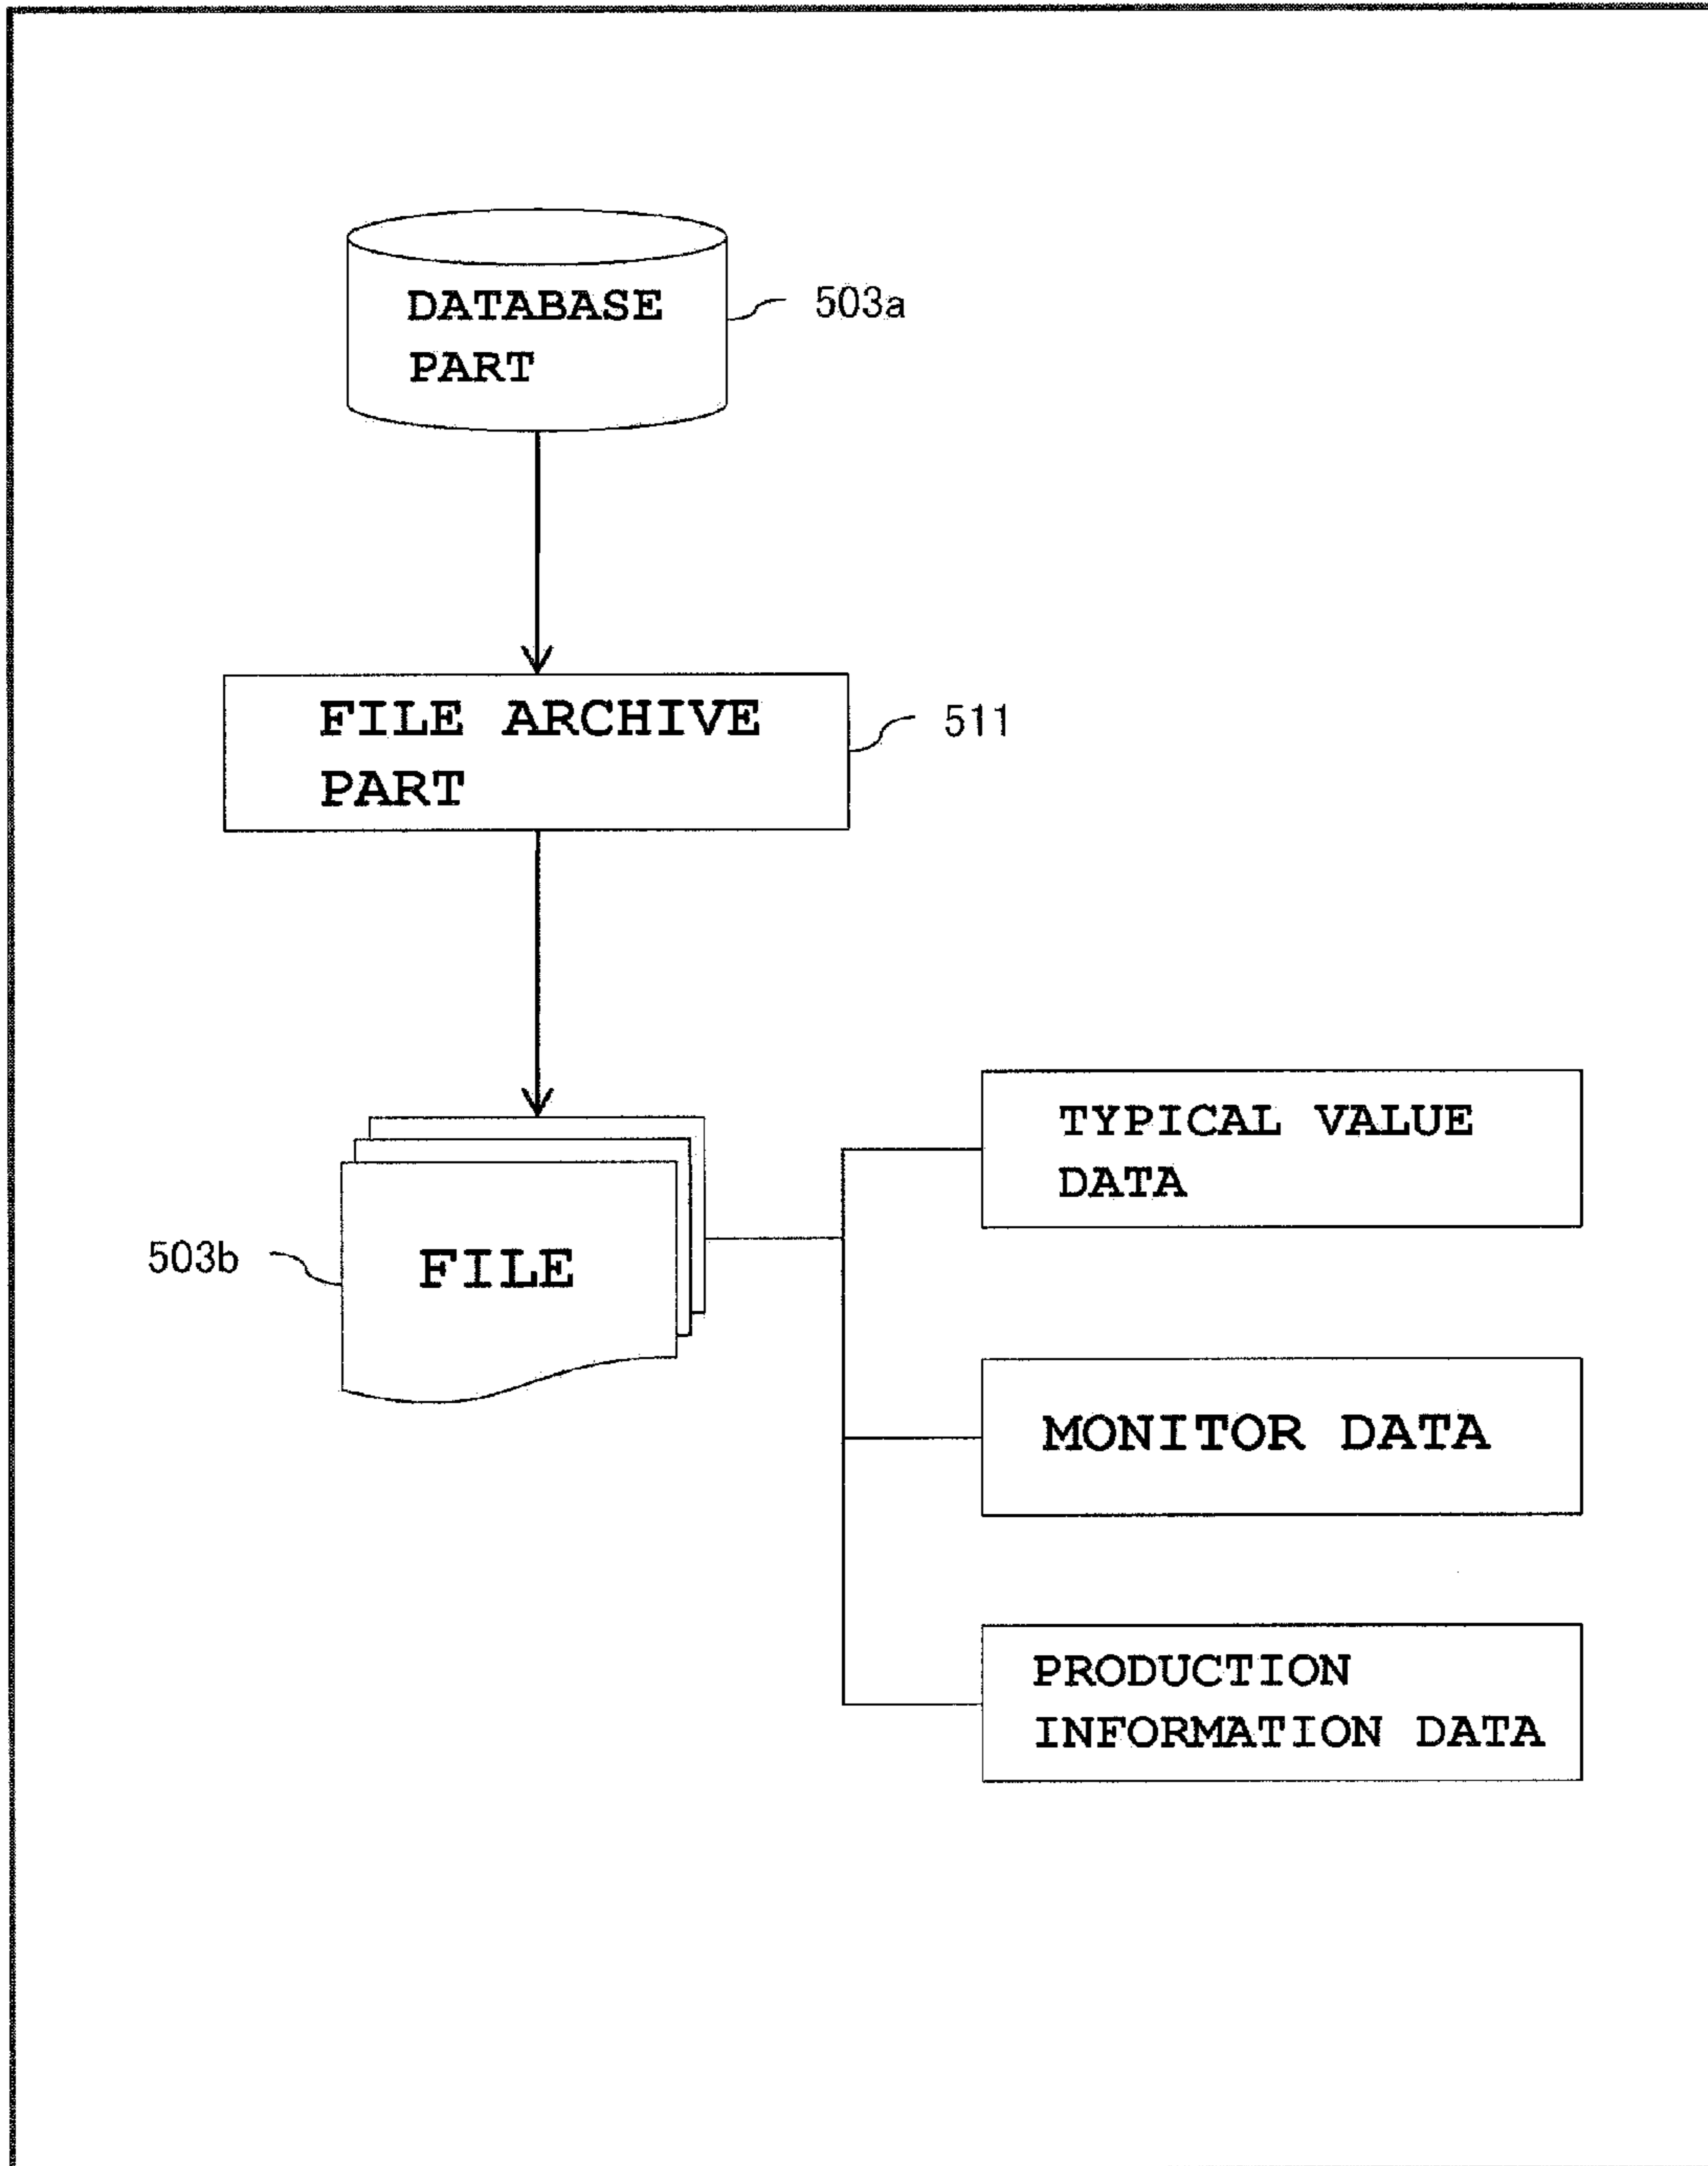 DATABASE
PART
503a
FILE ARCHIVE
PART
511
TYPICAL VALUE
DATA
503b
FILE
MONITOR DATA
PRODUCTION
INFORMATION DATA